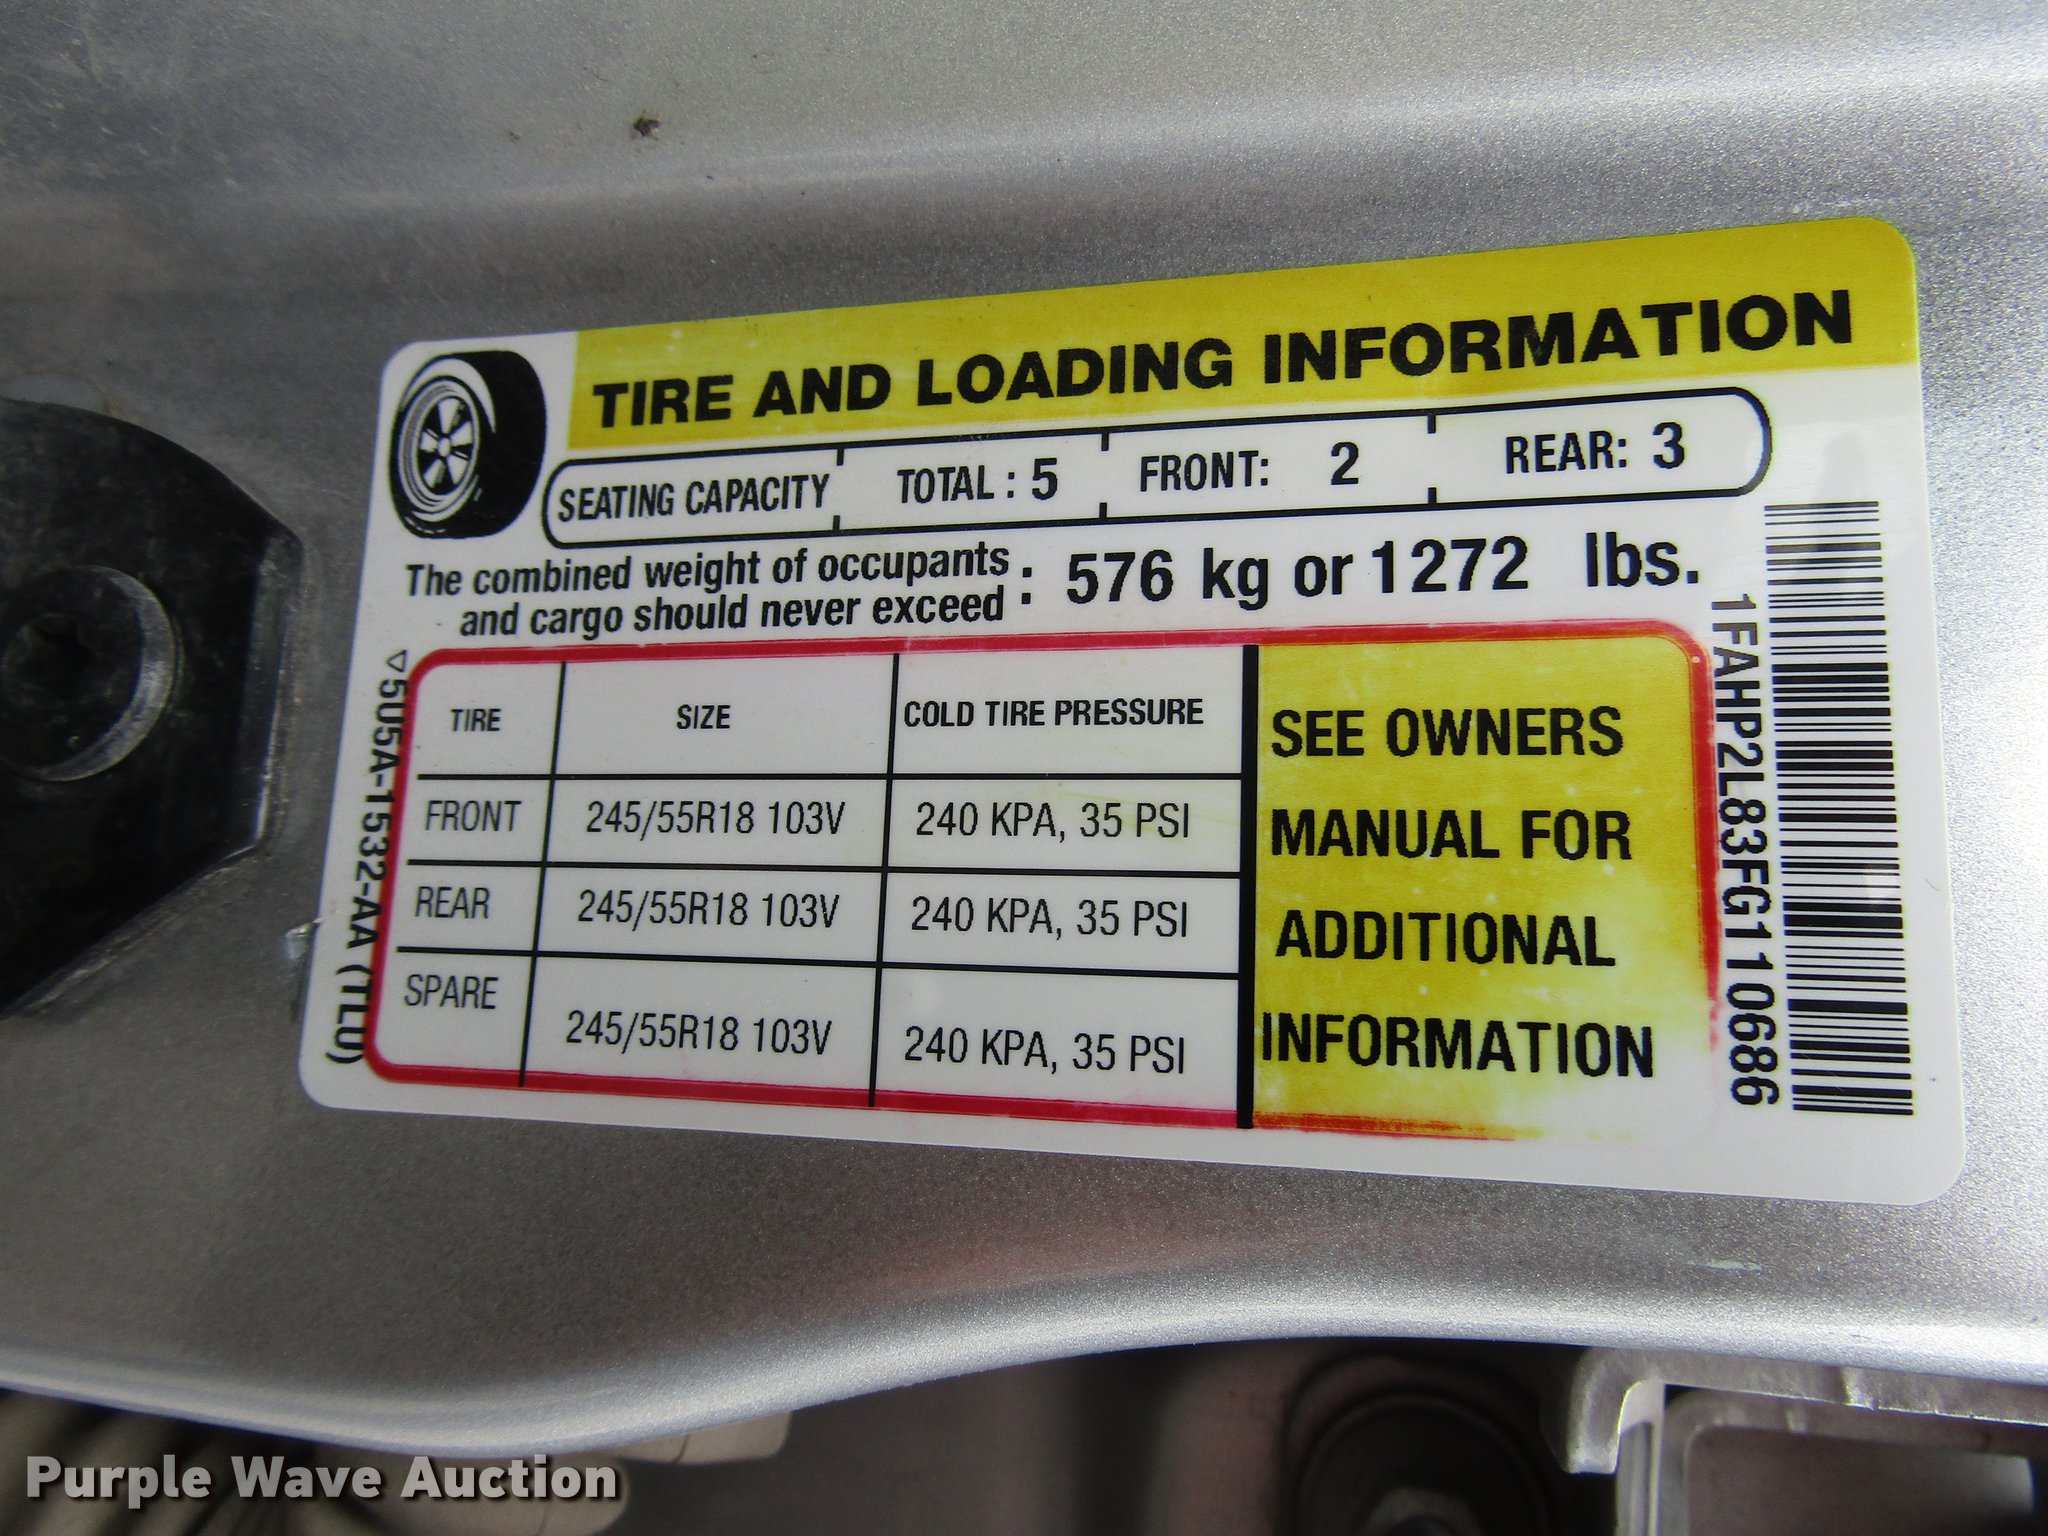 TIRE AND LOADING INFORMATION
SEATING CAPACITY TOTAL : 5 FRONT: 2 REAR: 3
The combined weight of occupants
and cargo should never exceed : 576 kg or 1272 lbs.
TIRE SIZE COLD TIRE PRESSURE
FRONT 245/55R18 103V 240 KPA, 35 PSI
REAR 245/55R18 103V 240 KPA, 35 PSI
SPARE 245/55R18 103V 240 KPA, 35 PSI
SEE OWNERS
MANUAL FOR
ADDITIONAL
INFORMATION
▽5U5A-1532-AA (TLU)
1FAHP2L83FG110686
Purple Wave Auction